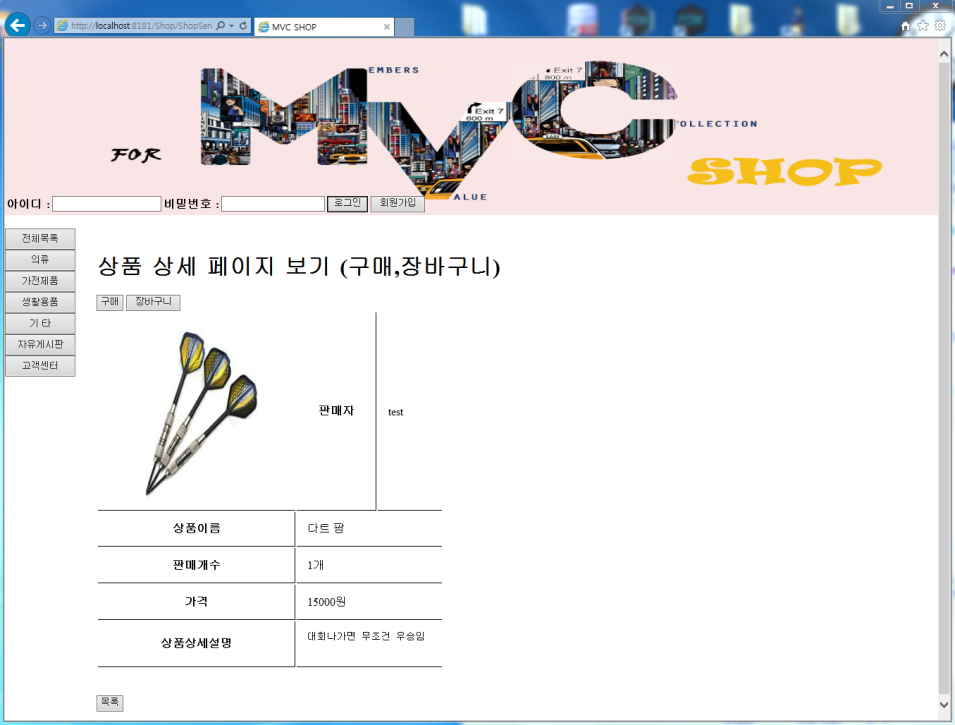 http://localhost:8181/Shop/ShopSen
MVC SHOP
EMBERS
Exit 7
800 m
Exit 7
800 m
MVC
OLLECTION
FOR
SHOP
ALUE
아이디 : 비밀번호 : 로그인 회원가입
전체목록
의류
가전제품
생활용품
기 타
자유게시판
고객센터
상품 상세 페이지 보기 (구매,장바구니)
구매 장바구니
판매자 test
상품이름 다트 팡
판매개수 1개
가격 15000원
상품상세설명 대회나가면 무조건 우승임
목록